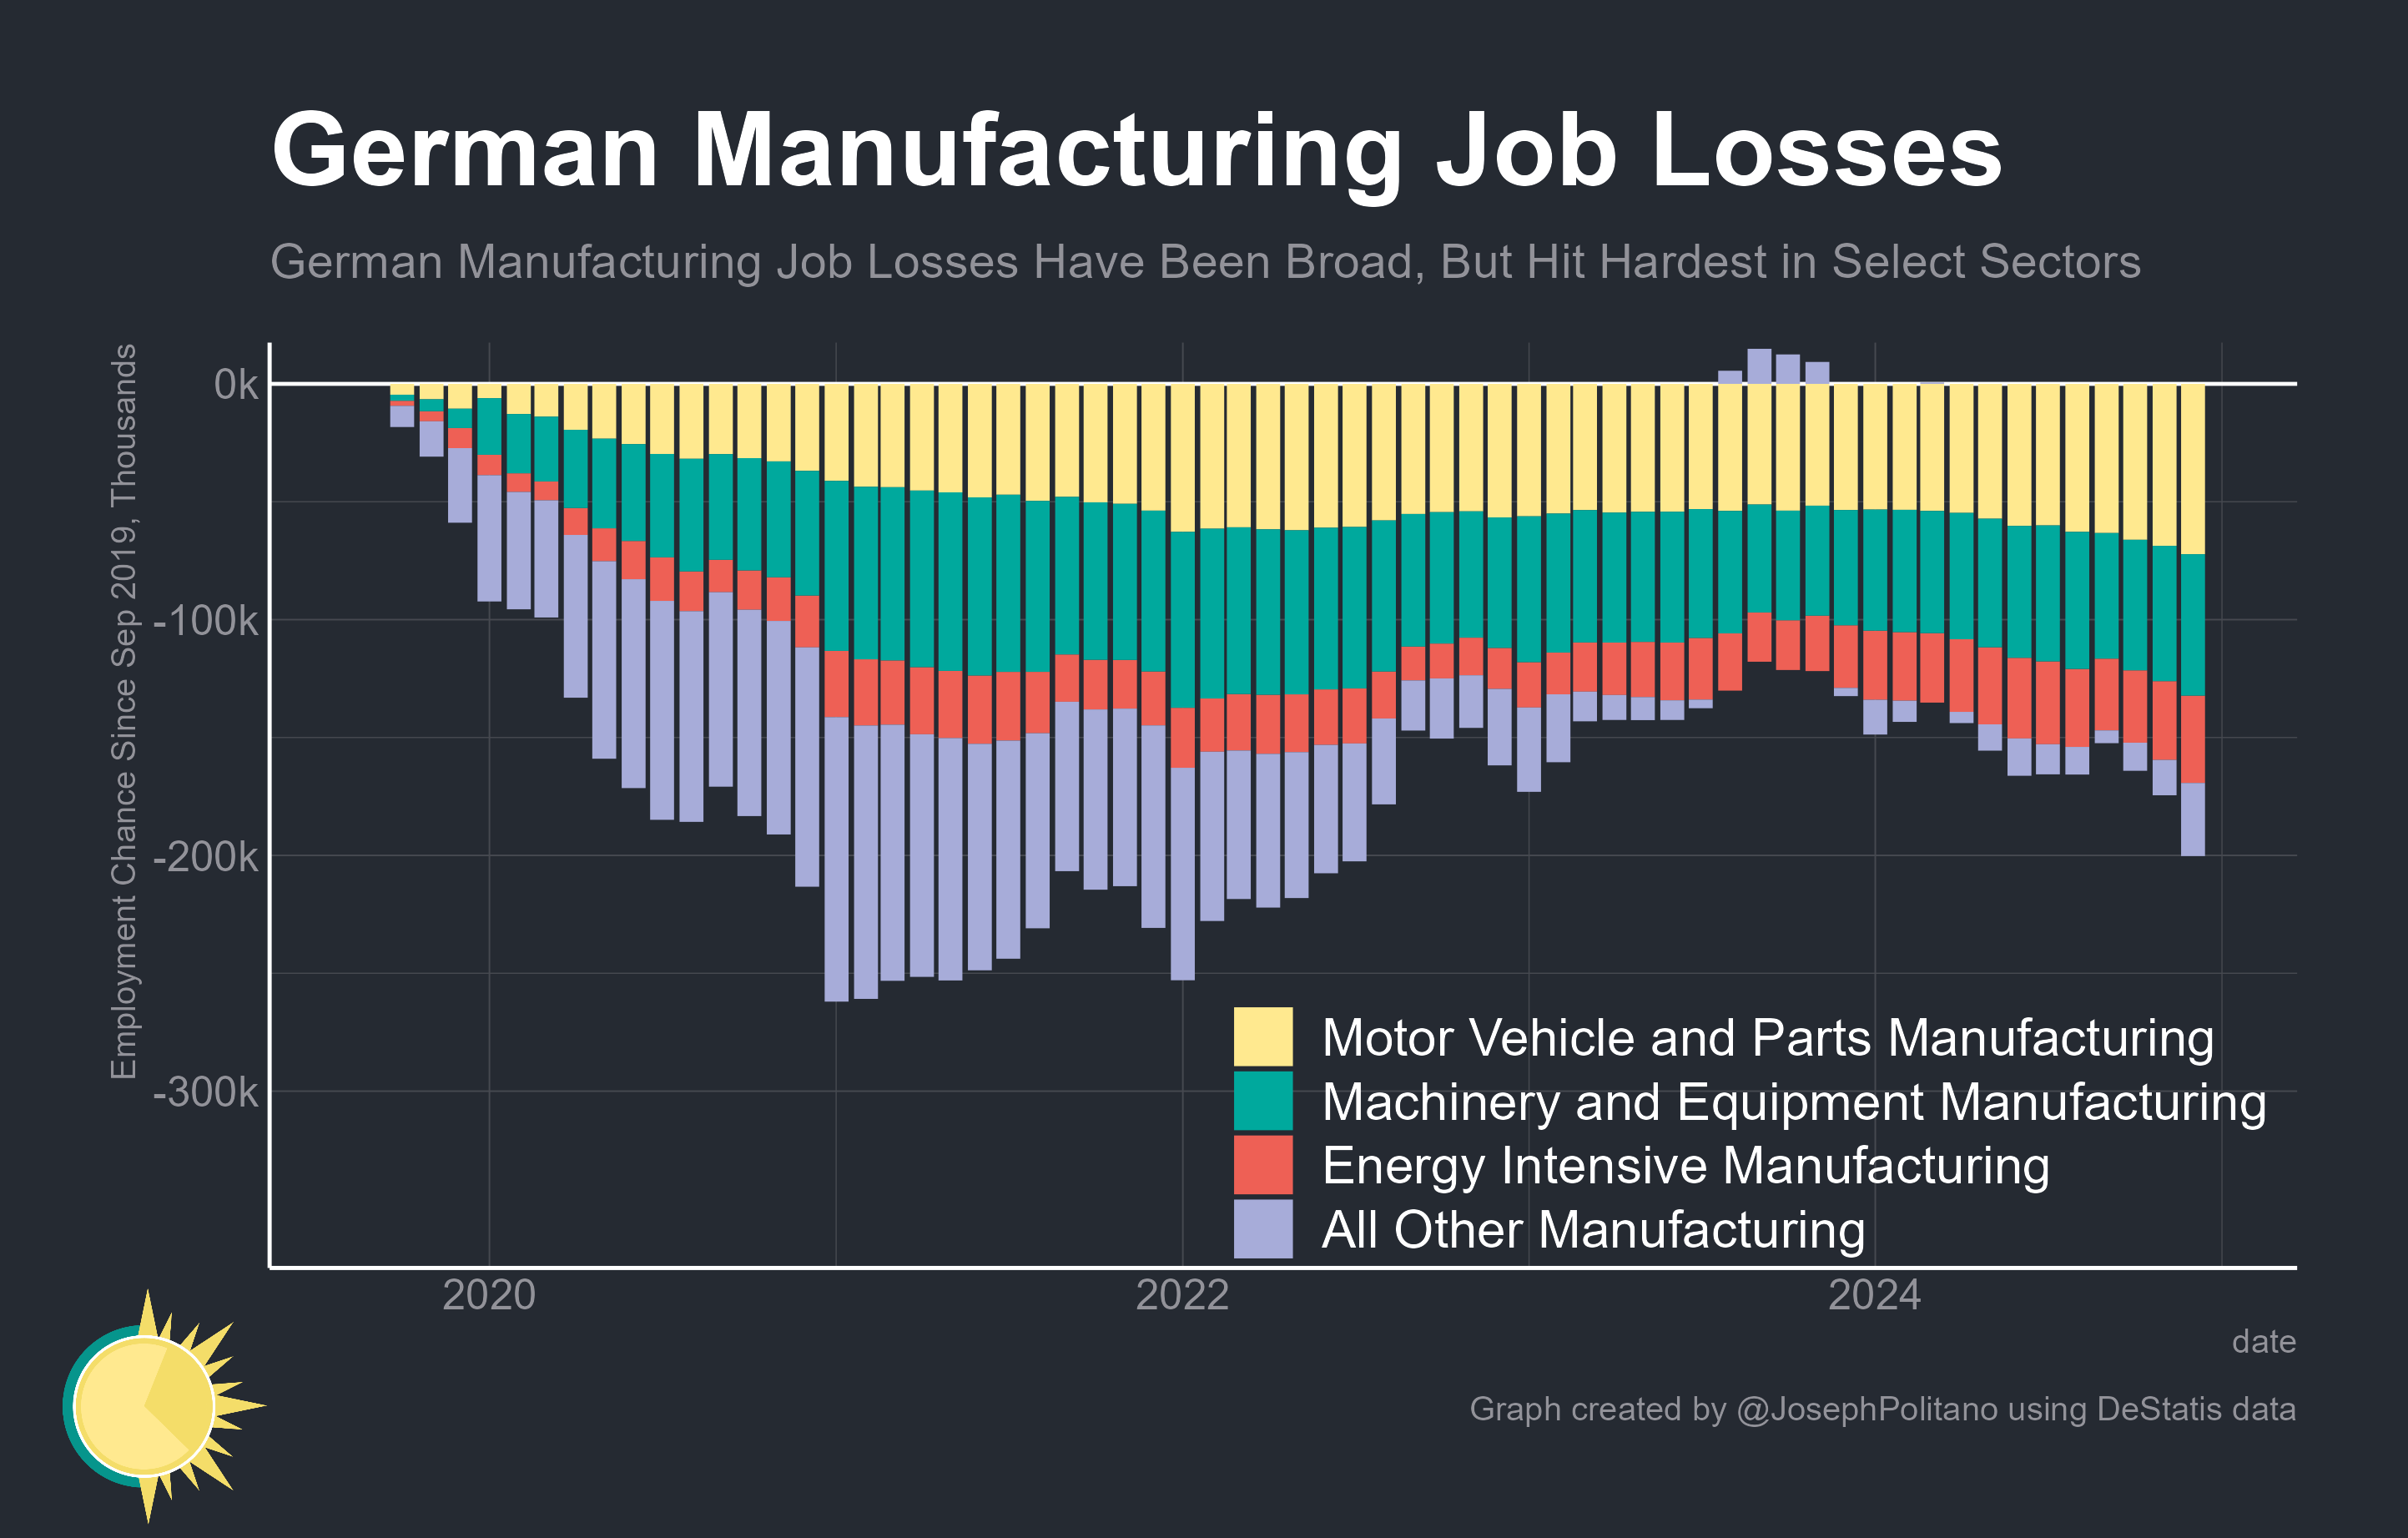 German Manufacturing Job Losses
German Manufacturing Job Losses Have Been Broad, But Hit Hardest in Select Sectors
Employment Chance Since Sep 2019, Thousands
0k
-100k
-200k
-300k
Motor Vehicle and Parts Manufacturing
Machinery and Equipment Manufacturing
Energy Intensive Manufacturing
All Other Manufacturing
2020
2022
2024
date
Graph created by @JosephPolitano using DeStatis data